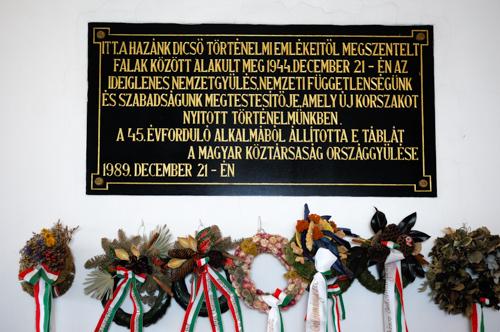 ITT, A HAZÁNK DICSŐ TÖRTÉNELMI EMLÉKEITŐL MEGSZENTELT
FALAK KÖZÖTT ALAKULT MEG 1944. DECEMBER 21-ÉN AZ
IDEIGLENES NEMZETGYŰLÉS, NEMZETI FÜGGETLENSÉGÜNK
ÉS SZABADSÁGUNK MEGTESTESÍTŐJE, AMELY ÚJ KORSZAKOT
NYITOTT TÖRTÉNELMÜNKBEN.
A 45. ÉVFORDULÓ ALKALMÁBÓL ÁLLÍTOTTA E TÁBLÁT
A MAGYAR KÖZTÁRSASÁG ORSZÁGGYŰLÉSE
1989. DECEMBER 21-ÉN